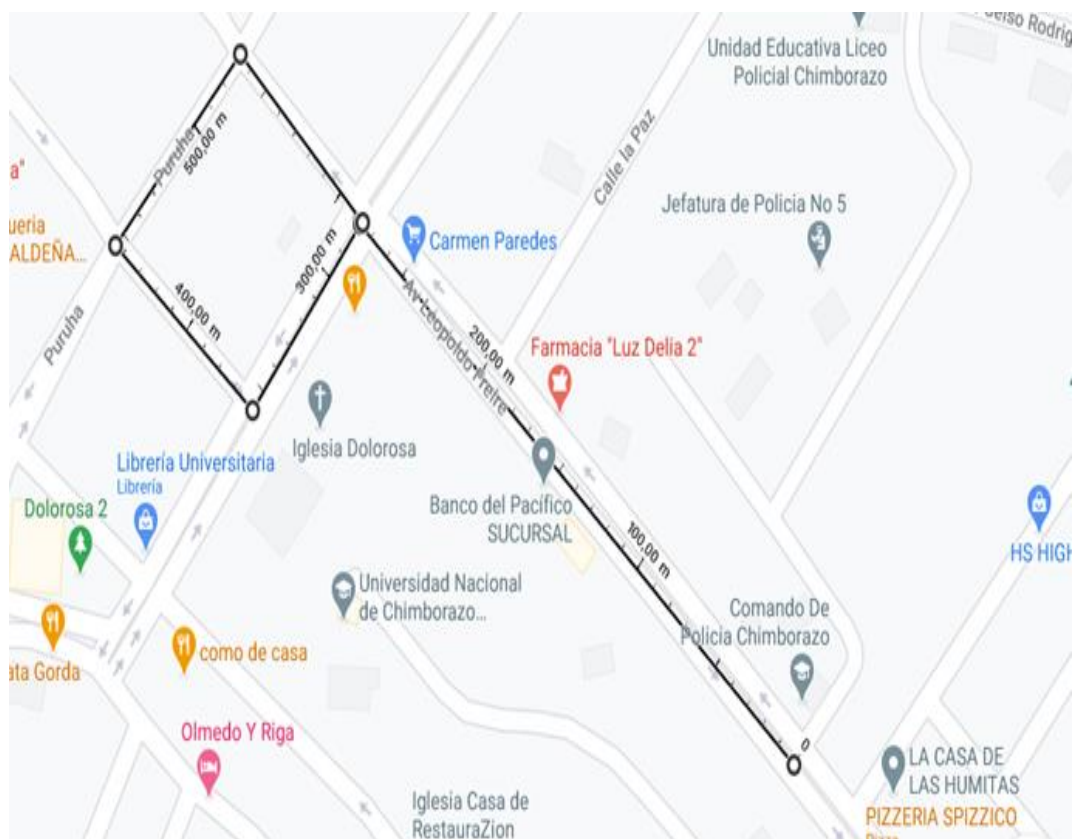 elso Rodrig
Unidad Educativa Liceo
Policial Chimborazo
Puruha
500,00 m
Calle la Paz
a"
Jefatura de Policia No 5
ueria
ALDEÑA...
Carmen Paredes
300,00 m
400,00 m
Puruha
Av Leopoldo Freire
200,00 m
Farmacia "Luz Delia 2"
Iglesia Dolorosa
Librería Universitaria
Librería
Banco del Pacífico
SUCURSAL
Dolorosa 2
100,00 m
HS HIGH
Universidad Nacional
de Chimborazo...
Comando De
Policia Chimborazo
como de casa
ata Gorda
Olmedo Y Riga
0
LA CASA DE
LAS HUMITAS
Iglesia Casa de
RestauraZion
PIZZERIA SPIZZICO